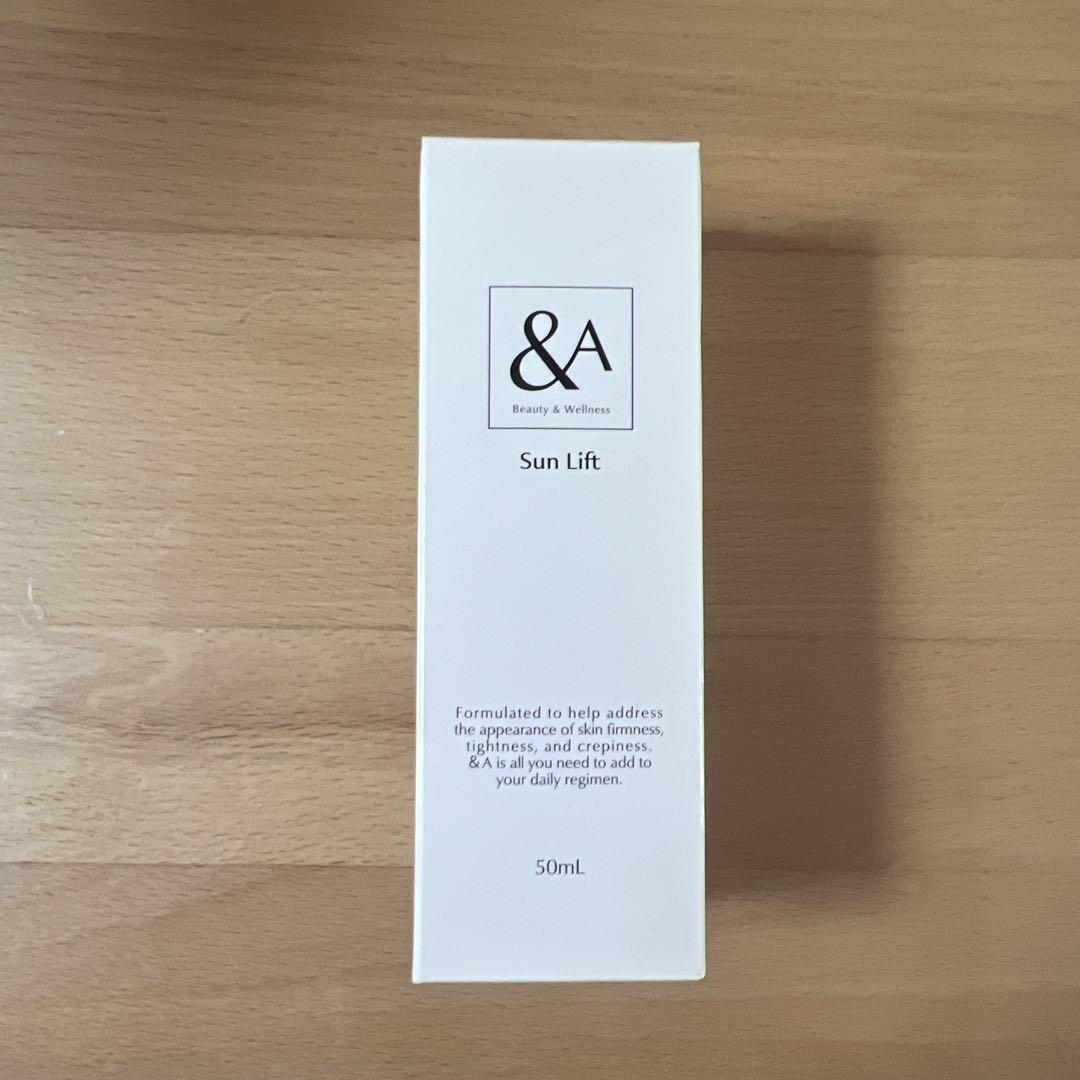 &A
Beauty & Wellness
Sun Lift
Formulated to help address
the appearance of skin firmness,
tightness, and crepiness.
&A is all you need to add to
your daily regimen.
50mL